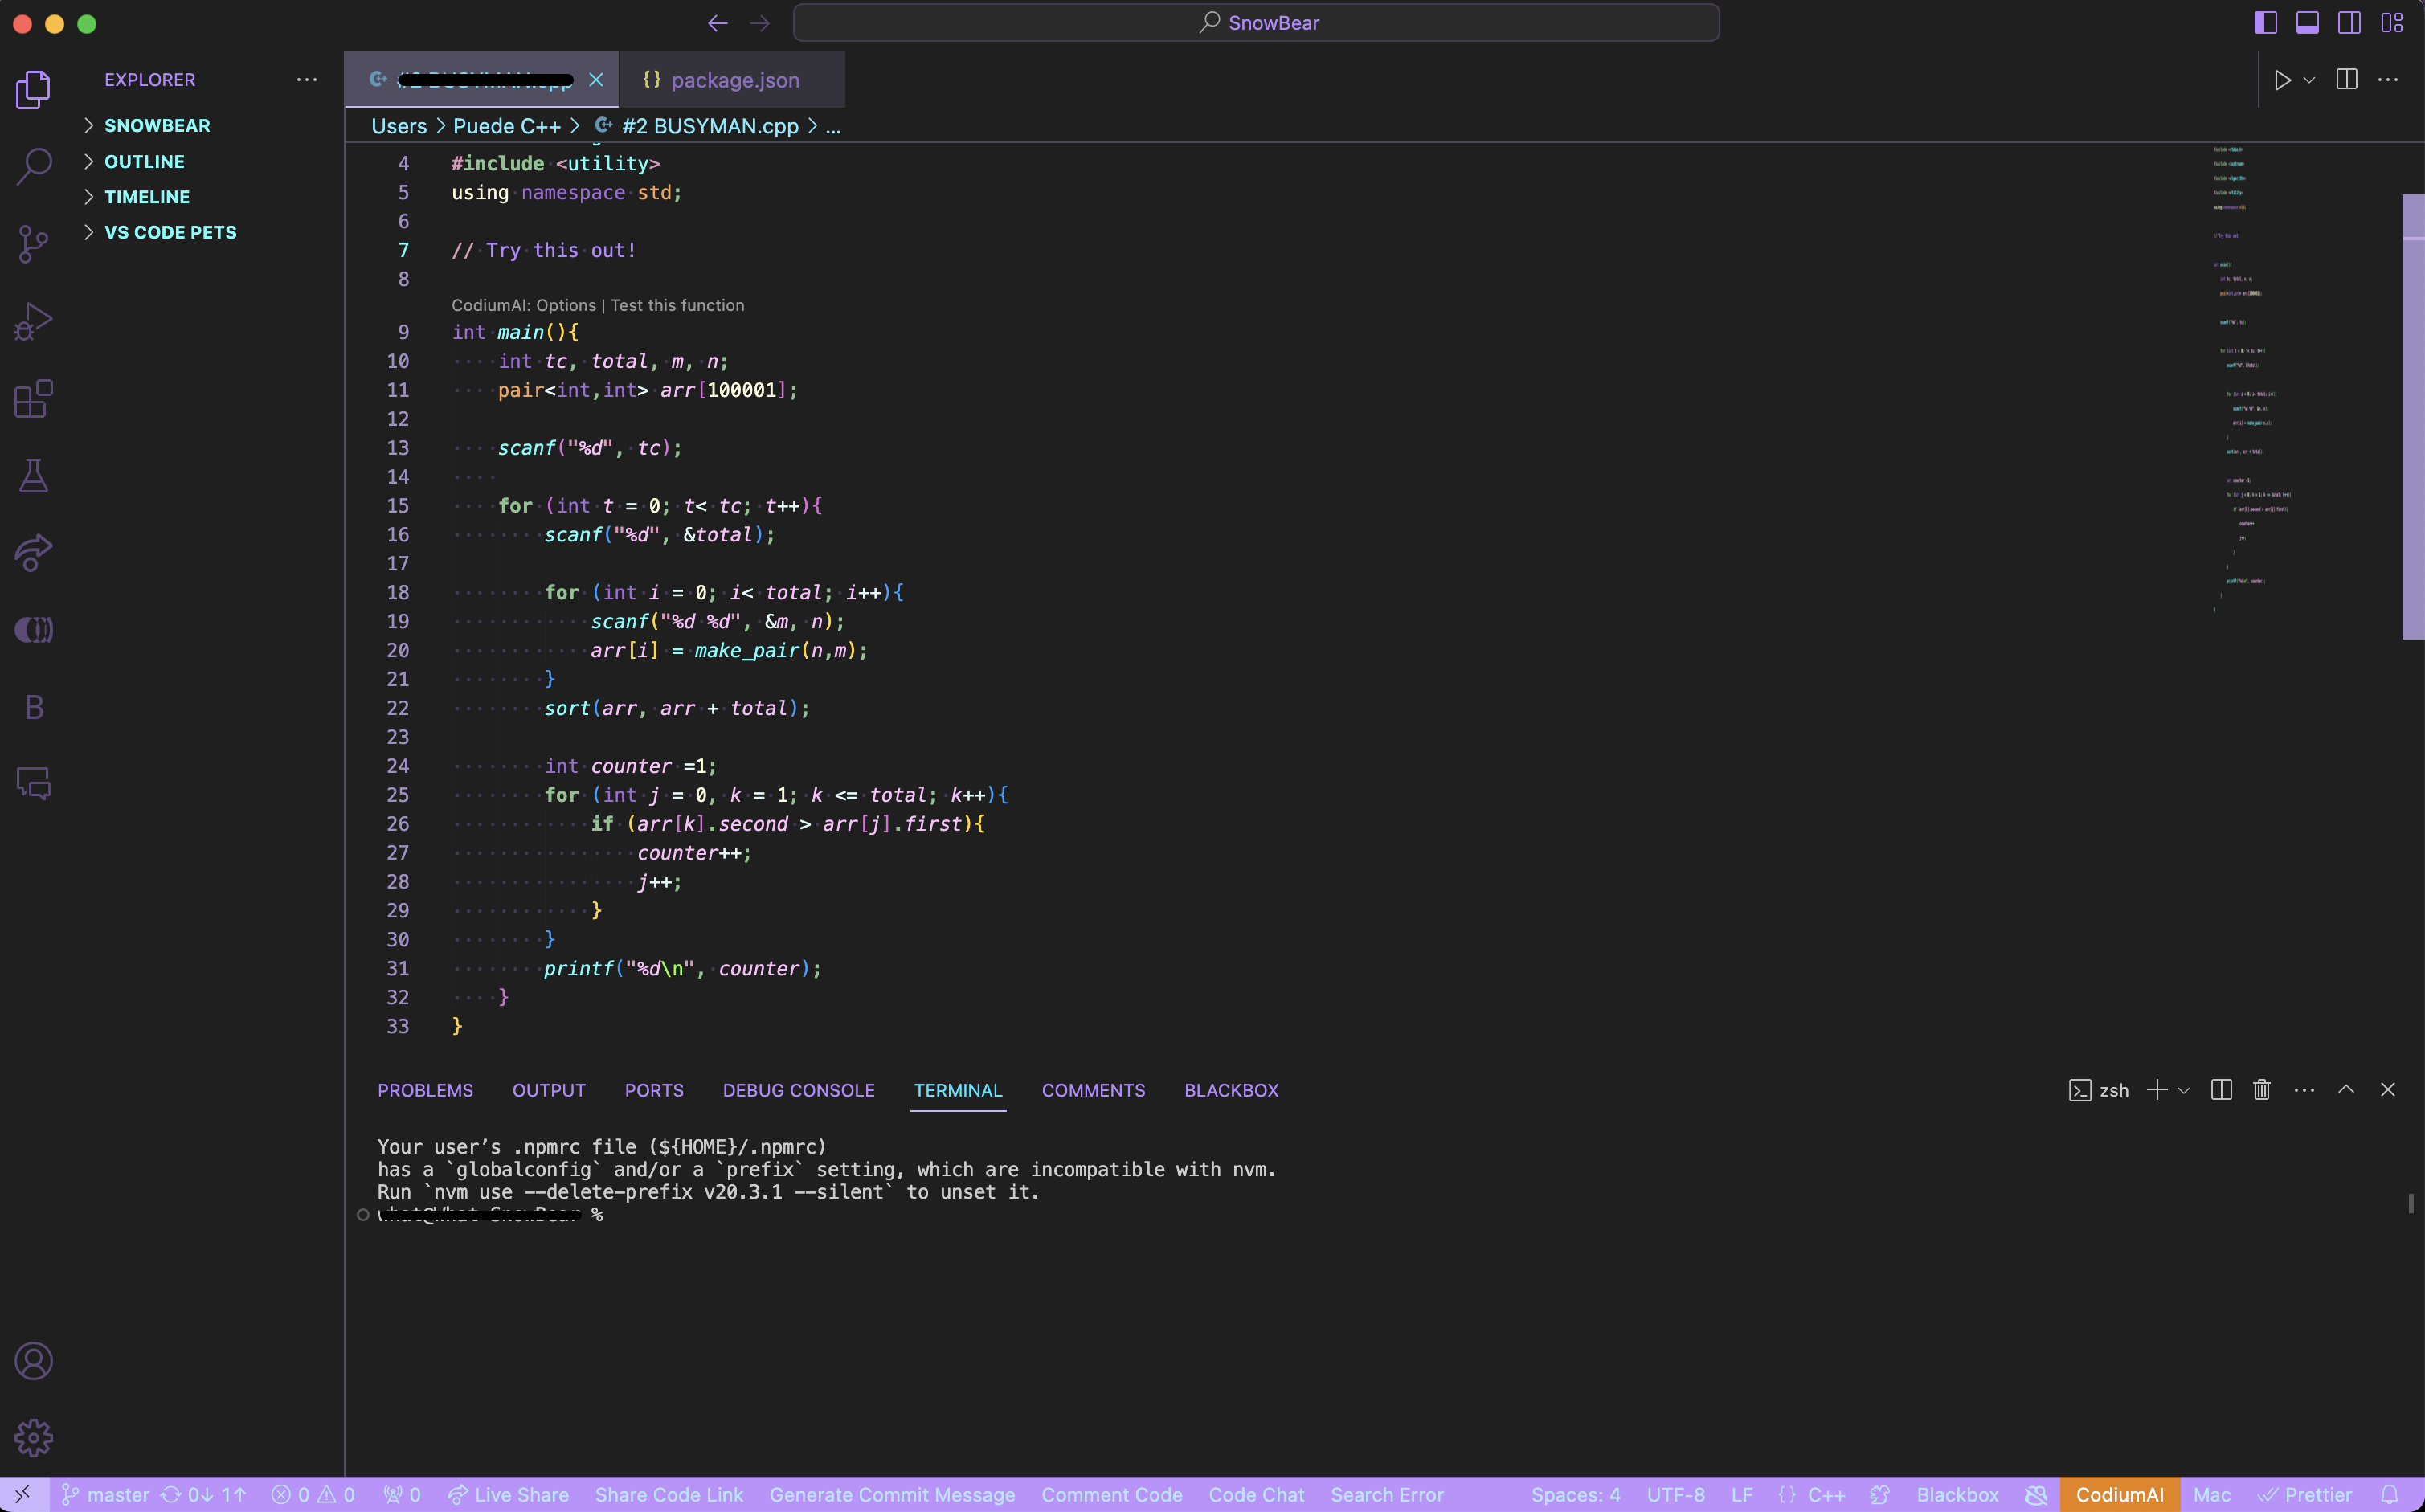 SnowBear
EXPLORER
SNOWBEAR
OUTLINE
TIMELINE
VS CODE PETS
package.json
Users > Puede C++ > #2 BUSYMAN.cpp > ...
4 #include <utility>
5 using namespace std;
6
7 // Try this out!
8
CodiumAI: Options | Test this function
9 int main(){
10 int tc, total, m, n;
11 pair<int,int> arr[100001];
12
13 scanf("%d", tc);
14
15 for (int t = 0; t< tc; t++){
16 scanf("%d", &total);
17
18 for (int i = 0; i< total; i++){
19 scanf("%d %d", &m, n);
20 arr[i] = make_pair(n,m);
21 }
22 sort(arr, arr + total);
23
24 int counter =1;
25 for (int j = 0, k = 1; k <= total; k++){
26 if (arr[k].second > arr[j].first){
27 counter++;
28 j++;
29 }
30 }
31 printf("%d\n", counter);
32 }
33 }
PROBLEMS OUTPUT PORTS DEBUG CONSOLE TERMINAL COMMENTS BLACKBOX zsh
Your user’s .npmrc file (${HOME}/.npmrc)
has a `globalconfig` and/or a `prefix` setting, which are incompatible with nvm.
Run `nvm use --delete-prefix v20.3.1 --silent` to unset it.
%
master 0↓ 1↑ 0 0 0 Live Share Share Code Link Generate Commit Message Comment Code Code Chat Search Error Spaces: 4 UTF-8 LF {} C++ Blackbox CodiumAI Mac Prettier